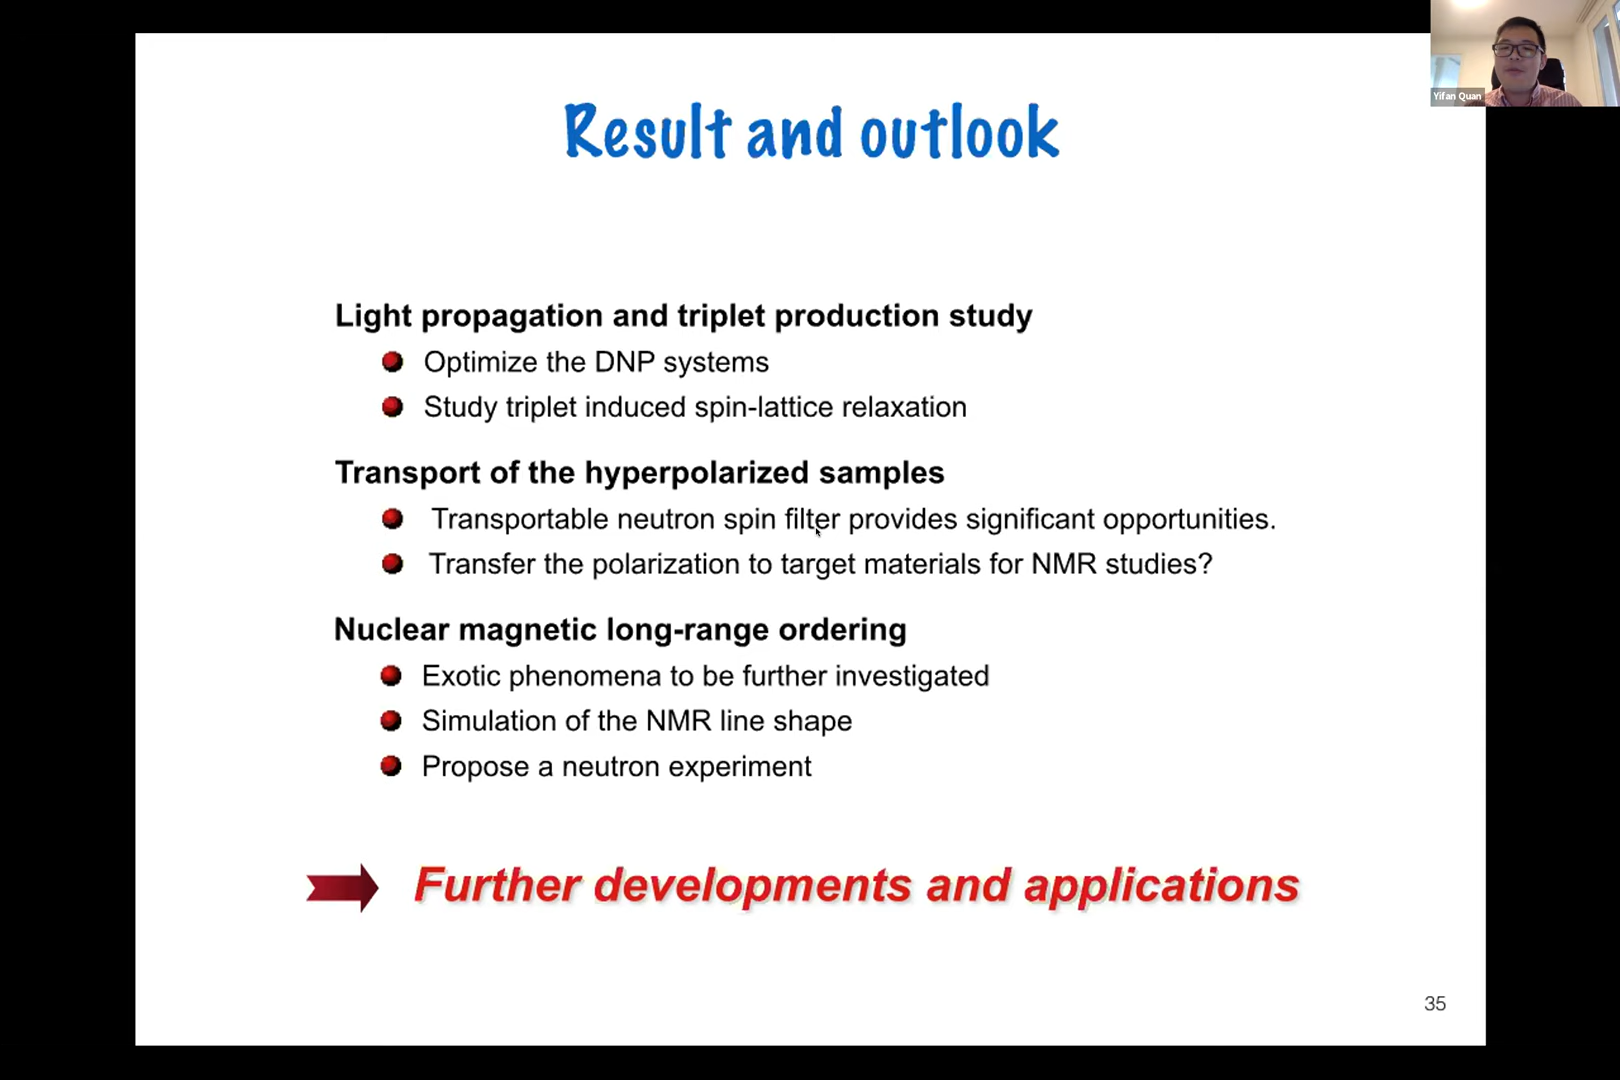 Yifan Quan
Result and outlook
Light propagation and triplet production study
Optimize the DNP systems
Study triplet induced spin-lattice relaxation
Transport of the hyperpolarized samples
Transportable neutron spin filter provides significant opportunities.
Transfer the polarization to target materials for NMR studies?
Nuclear magnetic long-range ordering
Exotic phenomena to be further investigated
Simulation of the NMR line shape
Propose a neutron experiment
Further developments and applications
35